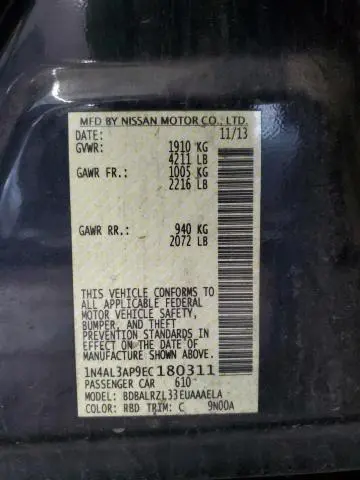 MFD BY NISSAN MOTOR CO., LTD.
DATE: 11/13
GVWR: 1910 KG
4211 LB
GAWR FR.: 1005 KG
2216 LB
GAWR RR.: 940 KG
2072 LB
THIS VEHICLE CONFORMS TO
ALL APPLICABLE FEDERAL
MOTOR VEHICLE SAFETY,
BUMPER, AND THEFT
PREVENTION STANDARDS IN
EFFECT ON THE DATE OF
MANUFACTURE SHOWN ABOVE.
1N4AL3AP9EC180311
PASSENGER CAR 610
MODEL: BDBALRZL33EUAAAELA
COLOR: RBD TRIM: C 9N00A